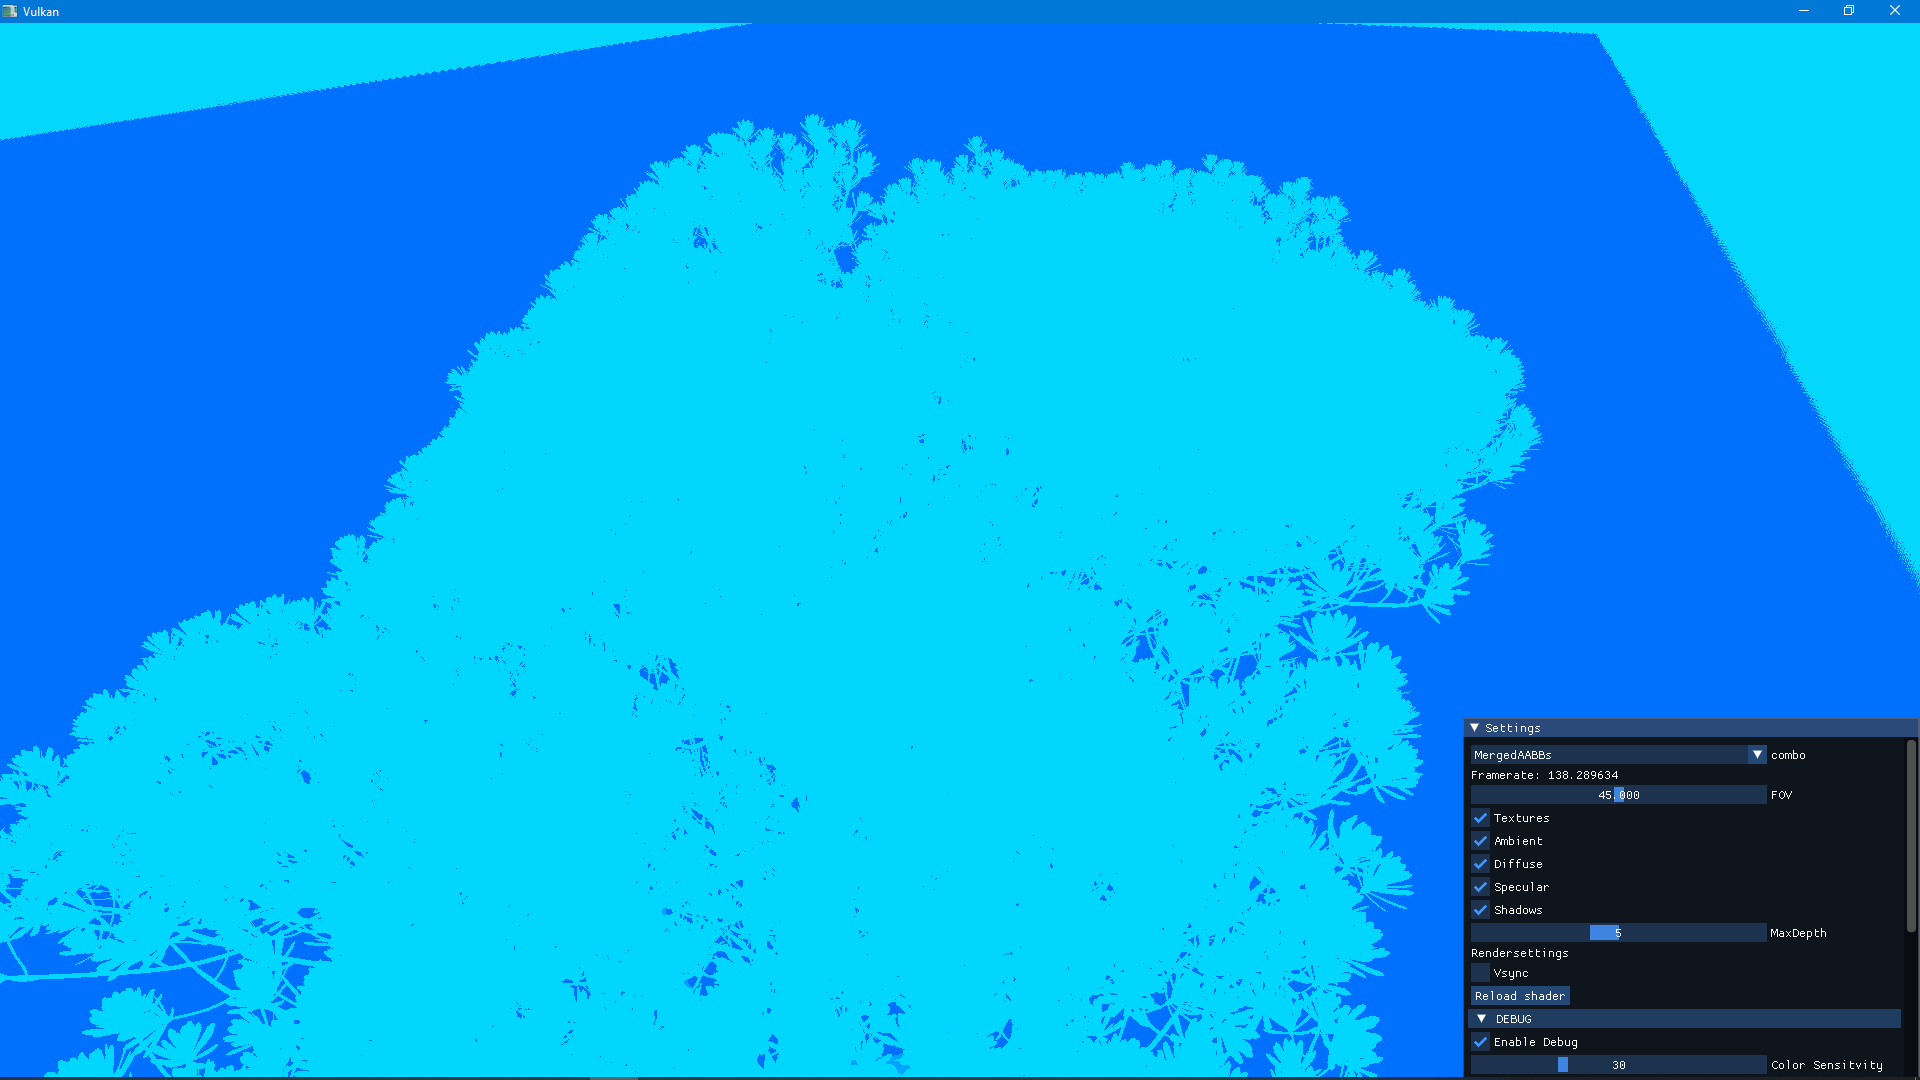 Vulkan
Settings
MergedAABBs combo
Framerate: 138.289634
45.000 FOV
Textures
Ambient
Diffuse
Specular
Shadows
5 MaxDepth
Rendersettings
Vsync
Reload shader
DEBUG
Enable Debug
30 Color Sensitvity